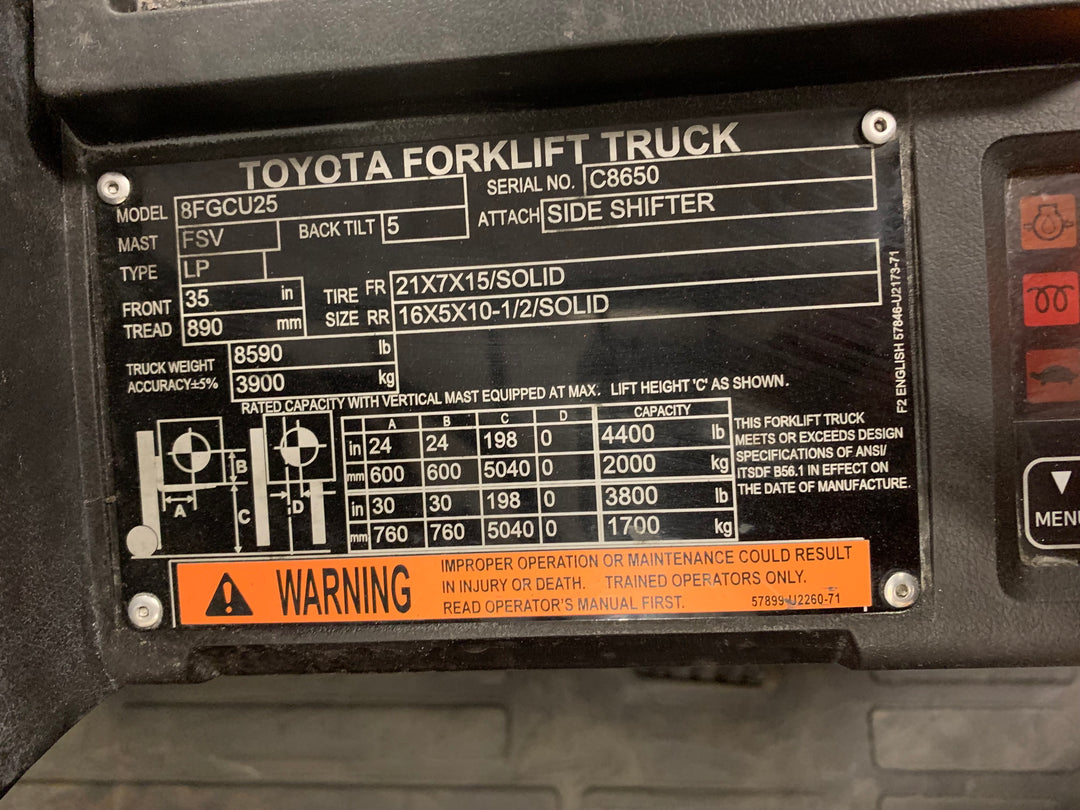 TOYOTA FORKLIFT TRUCK
MODEL 8FGCU25 SERIAL NO. C8650
MAST FSV BACK TILT 5 ATTACH SIDE SHIFTER
TYPE LP
FRONT TREAD 35 in TIRE SIZE FR 21X7X15/SOLID
890 mm RR 16X5X10-1/2/SOLID
TRUCK WEIGHT 8590 lb
ACCURACY±5% 3900 kg
RATED CAPACITY WITH VERTICAL MAST EQUIPPED AT MAX. LIFT HEIGHT 'C' AS SHOWN.
A B C D CAPACITY
in 24 24 198 0 4400 lb
mm 600 600 5040 0 2000 kg
in 30 30 198 0 3800 lb
mm 760 760 5040 0 1700 kg
A B C D
THIS FORKLIFT TRUCK
MEETS OR EXCEEDS DESIGN
SPECIFICATIONS OF ANSI/
ITSDF B56.1 IN EFFECT ON
THE DATE OF MANUFACTURE.
F2 ENGLISH 57846-U2173-71
WARNING
IMPROPER OPERATION OR MAINTENANCE COULD RESULT
IN INJURY OR DEATH. TRAINED OPERATORS ONLY.
READ OPERATOR'S MANUAL FIRST. 57899-U2260-71